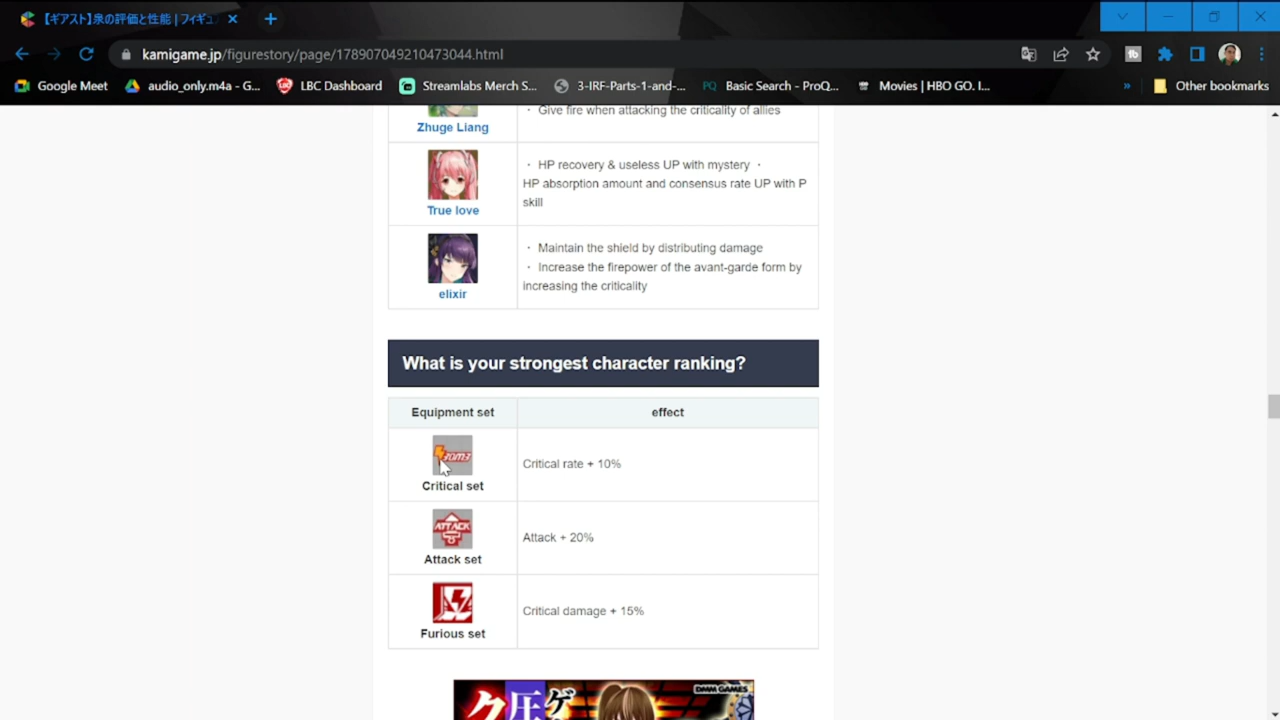 【ギアスト】泉の評価と性能 | フィギュ
kamigame.jp/figurestory/page/178907049210473044.html
Google Meet
audio_only.m4a - G...
LBC Dashboard
Streamlabs Merch S...
3-IRF-Parts-1-and-...
PQ Basic Search - ProQ...
Movies | HBO GO. I...
» Other bookmarks
・ Give fire when attacking the criticality of allies
Zhuge Liang
・ HP recovery & useless UP with mystery ・
HP absorption amount and consensus rate UP with P
skill
True love
・ Maintain the shield by distributing damage
・ Increase the firepower of the avant-garde form by
increasing the criticality
elixir
What is your strongest character ranking?
Equipment set effect
Critical rate + 10%
Critical set
ATTACK
Attack + 20%
Attack set
Critical damage + 15%
Furious set
DMM GAMES
ク 圧 ゲ